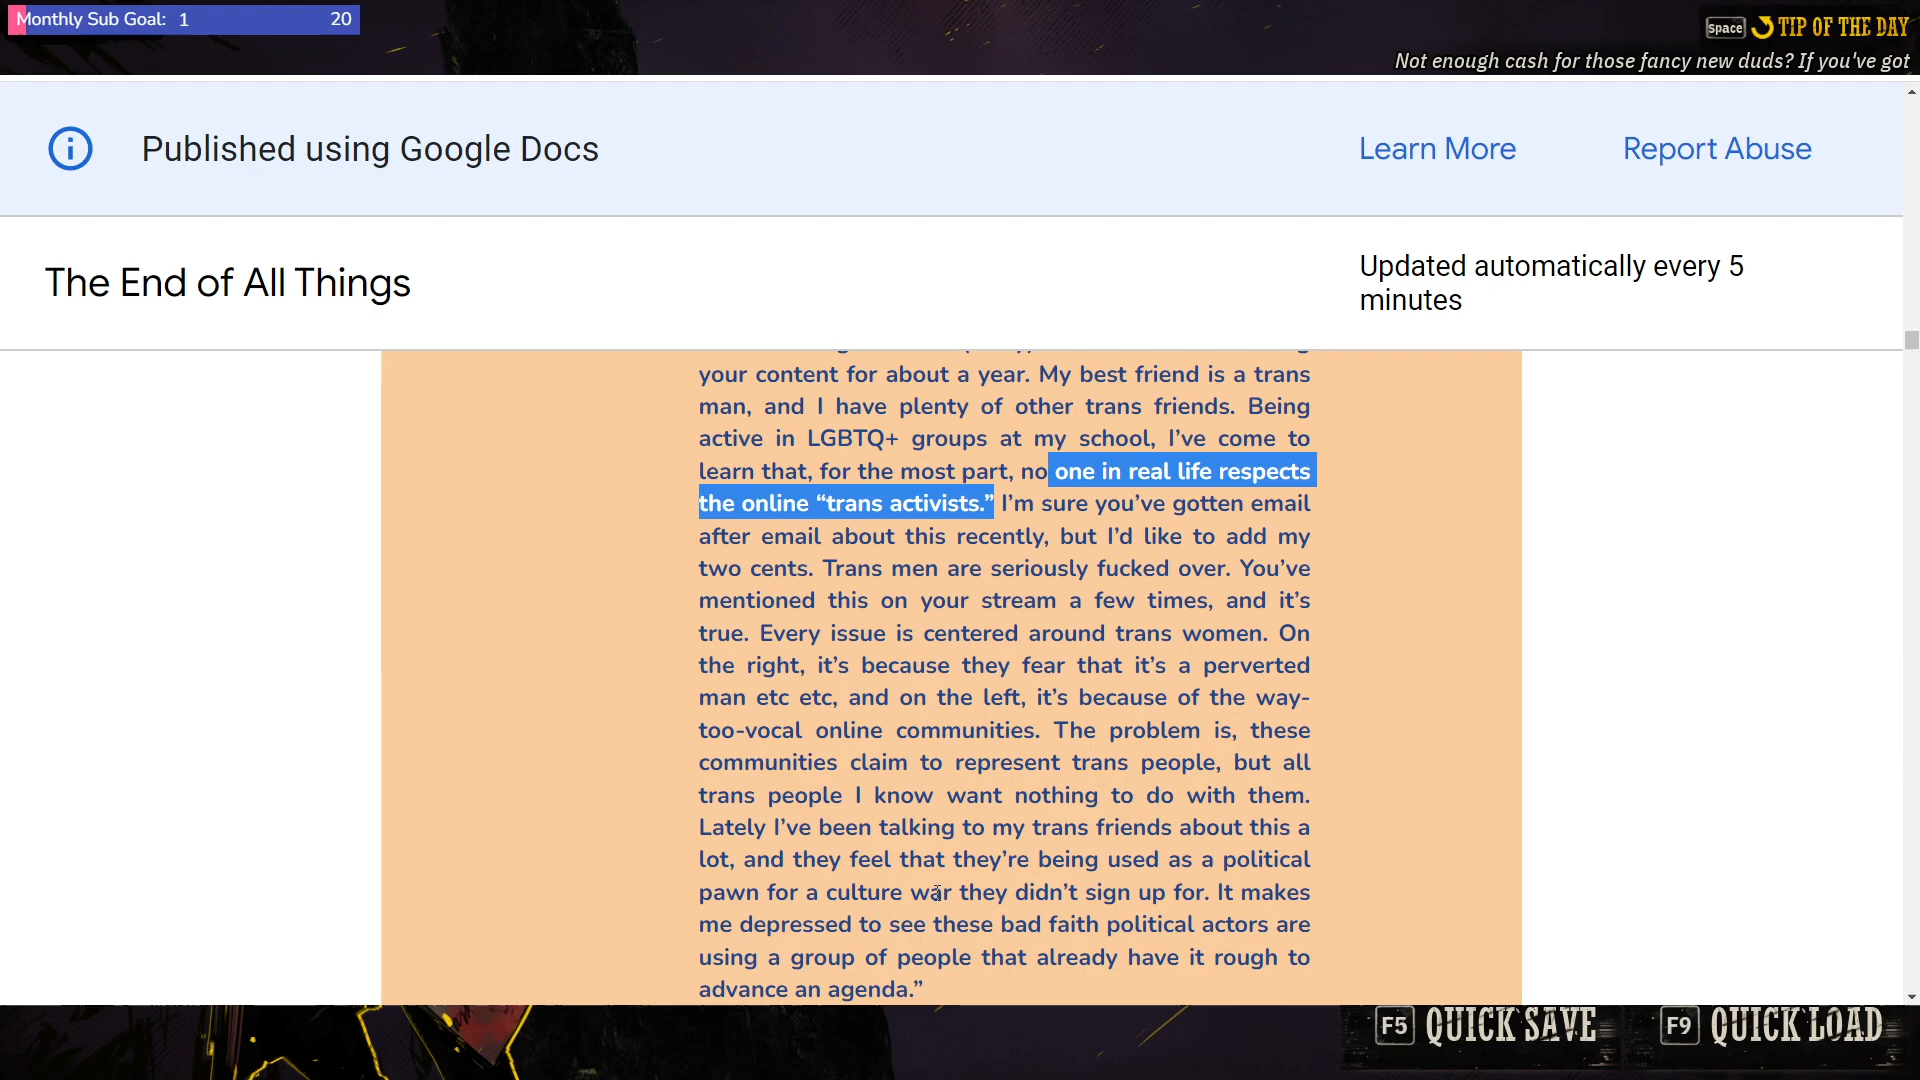 Monthly Sub Goal: 1 20
Space TIP OF THE DAY
Not enough cash for those fancy new duds? If you've got
Published using Google Docs
Learn More
Report Abuse
The End of All Things
Updated automatically every 5
minutes
your content for about a year. My best friend is a trans
man, and I have plenty of other trans friends. Being
active in LGBTQ+ groups at my school, I’ve come to
learn that, for the most part, no one in real life respects
the online “trans activists.” I’m sure you’ve gotten email
after email about this recently, but I’d like to add my
two cents. Trans men are seriously fucked over. You’ve
mentioned this on your stream a few times, and it’s
true. Every issue is centered around trans women. On
the right, it’s because they fear that it’s a perverted
man etc etc, and on the left, it’s because of the way-
too-vocal online communities. The problem is, these
communities claim to represent trans people, but all
trans people I know want nothing to do with them.
Lately I’ve been talking to my trans friends about this a
lot, and they feel that they’re being used as a political
pawn for a culture war they didn’t sign up for. It makes
me depressed to see these bad faith political actors are
using a group of people that already have it rough to
advance an agenda.”
F5 QUICK SAVE
F9 QUICK LOAD